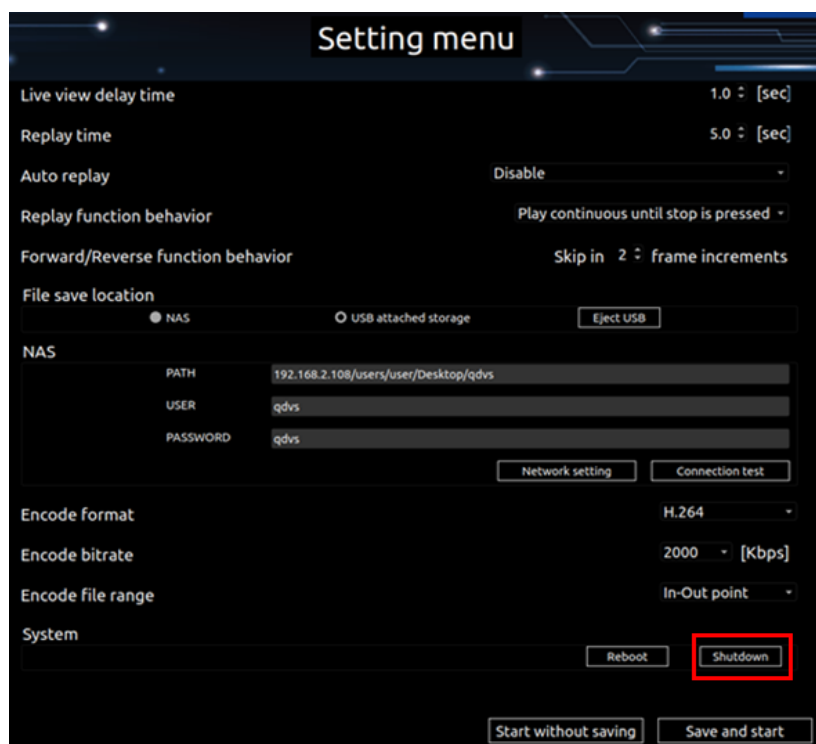 Setting menu
Live view delay time 1.0 [sec]
Replay time 5.0 [sec]
Auto replay Disable
Replay function behavior Play continuous until stop is pressed
Forward/Reverse function behavior Skip in 2 frame increments
File save location
NAS USB attached storage Eject USB
NAS
PATH 192.168.2.108/users/user/Desktop/qdvs
USER qdvs
PASSWORD qdvs
Network setting Connection test
Encode format H.264
Encode bitrate 2000 [Kbps]
Encode file range In-Out point
System
Reboot Shutdown
Start without saving Save and start